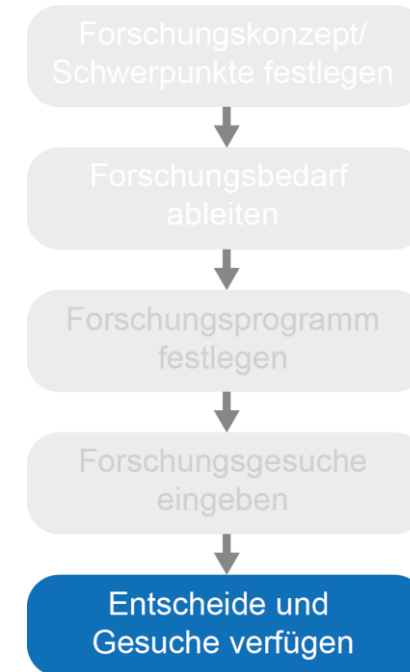 Forschungskonzept/
Schwerpunkte festlegen
Forschungsbedarf
ableiten
Forschungsprogramm
festlegen
Forschungsgesuche
eingeben
Entscheide und
Gesuche verfügen